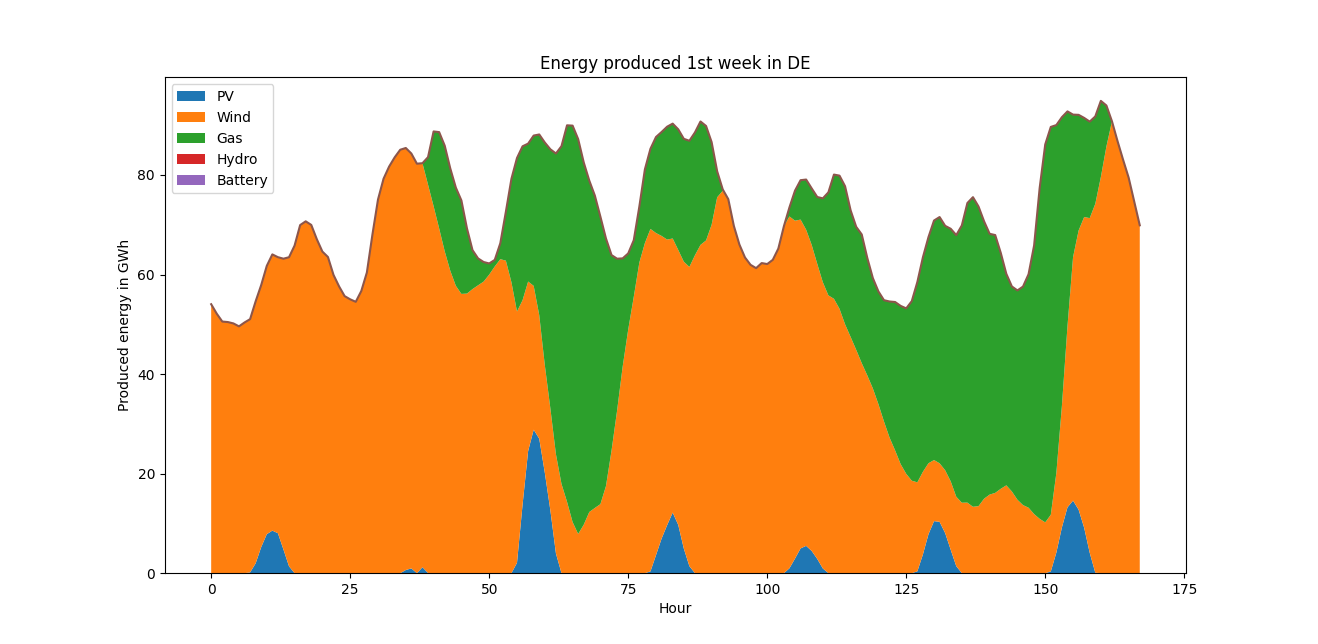 Energy produced 1st week in DE
PV
Wind
Gas
Hydro
Battery
Produced energy in GWh
80
60
40
20
0
0 25 50 75 100 125 150 175
Hour